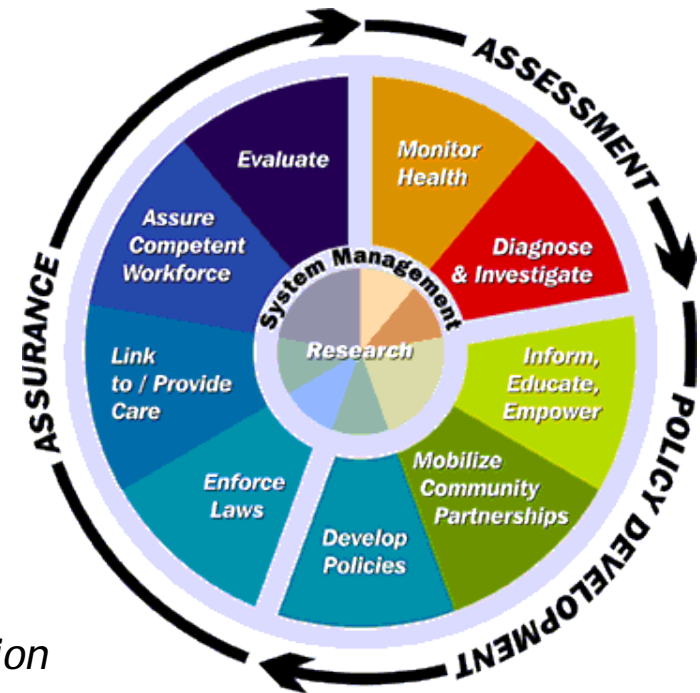 ASSESSMENT
POLICY DEVELOPMENT
ASSURANCE
Monitor
Health
Diagnose
& Investigate
Inform,
Educate,
Empower
Mobilize
Community
Partnerships
Develop
Policies
Enforce
Laws
Link
to / Provide
Care
Assure
Competent
Workforce
Evaluate
System Management
Research
ion